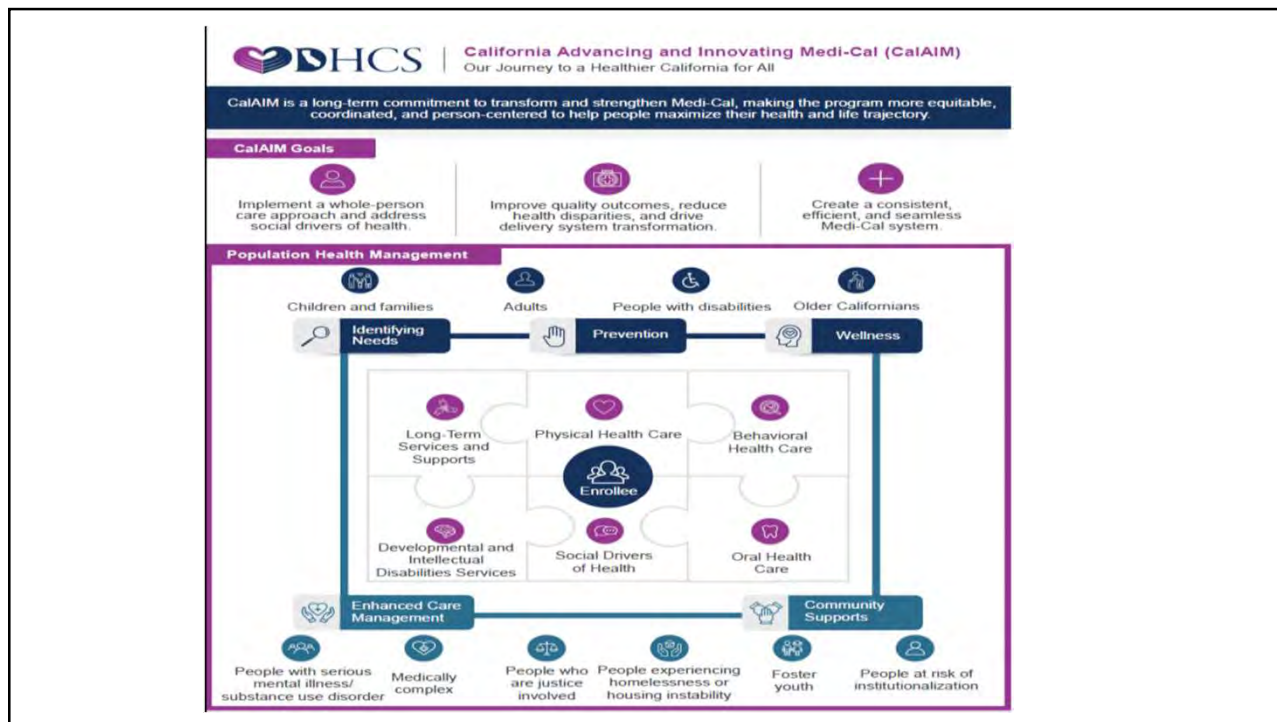 DHCS
California Advancing and Innovating Medi-Cal (CalAIM)
Our Journey to a Healthier California for All
CalAIM is a long-term commitment to transform and strengthen Medi-Cal, making the program more equitable,
coordinated, and person-centered to help people maximize their health and life trajectory.
CalAIM Goals
Implement a whole-person
care approach and address
social drivers of health.
Improve quality outcomes, reduce
health disparities, and drive
delivery system transformation.
Create a consistent,
efficient, and seamless
Medi-Cal system.
Population Health Management
Children and families
Adults
People with disabilities
Older Californians
Identifying
Needs
Prevention
Wellness
Long-Term
Services and
Supports
Physical Health Care
Behavioral
Health Care
Enrollee
Developmental and
Intellectual
Disabilities Services
Social Drivers
of Health
Oral Health
Care
Enhanced Care
Management
Community
Supports
People with serious
mental illness/
substance use disorder
Medically
complex
People who
are justice
involved
People experiencing
homelessness or
housing instability
Foster
youth
People at risk of
institutionalization